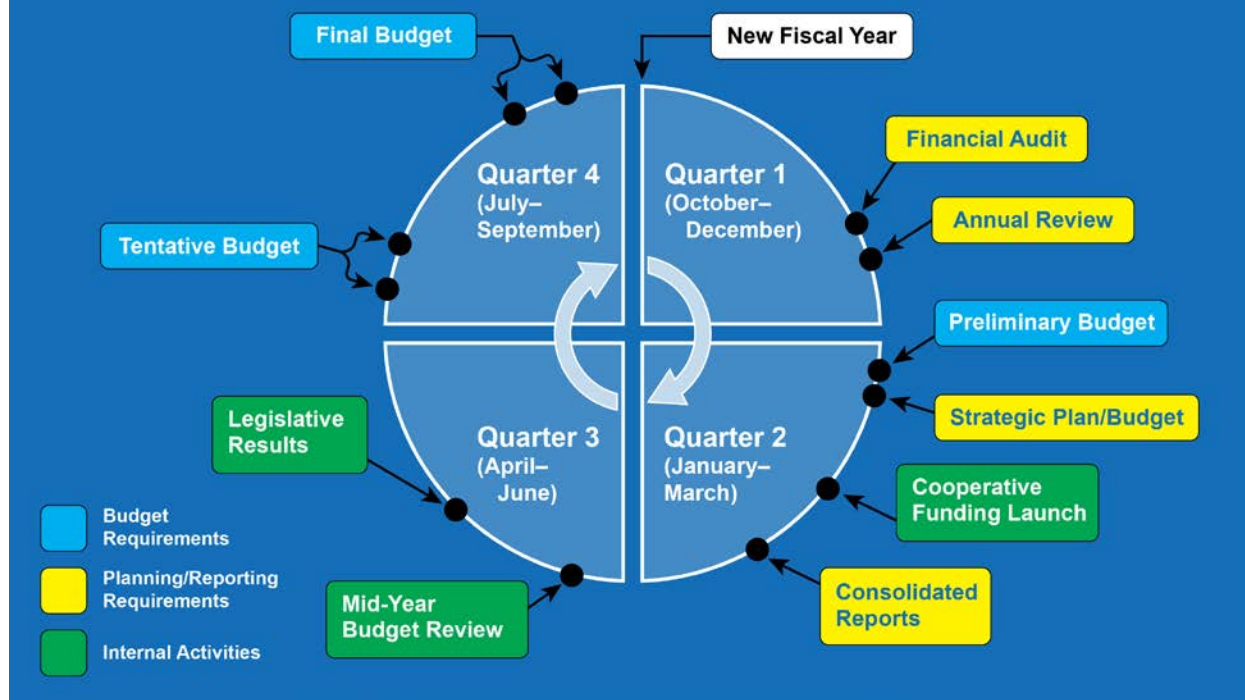 Final Budget
New Fiscal Year
Financial Audit
Quarter 4
(July–
September)
Quarter 1
(October–
December)
Annual Review
Tentative Budget
Preliminary Budget
Strategic Plan/Budget
Legislative
Results
Quarter 3
(April–
June)
Quarter 2
(January–
March)
Cooperative
Funding Launch
Budget
Requirements
Planning/Reporting
Requirements
Internal Activities
Mid-Year
Budget Review
Consolidated
Reports